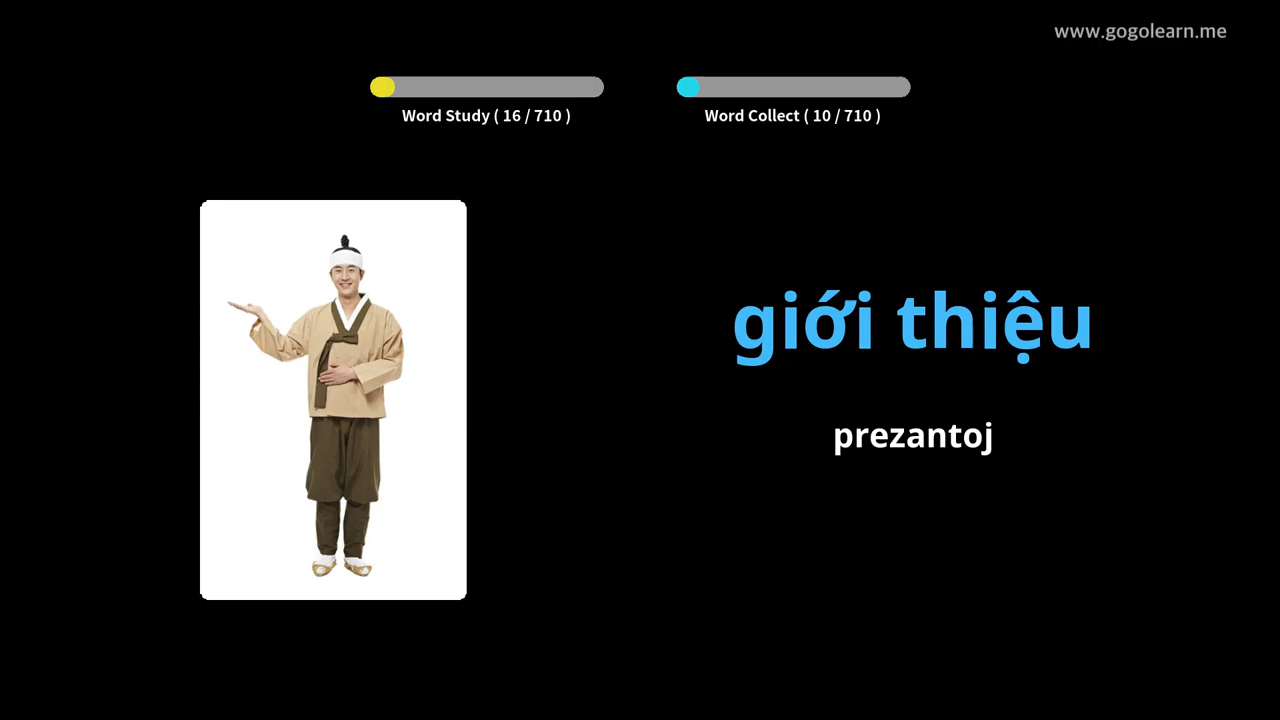 www.gogolearn.me
Word Study ( 16 / 710 )
Word Collect ( 10 / 710 )
giới thiệu
prezantoj